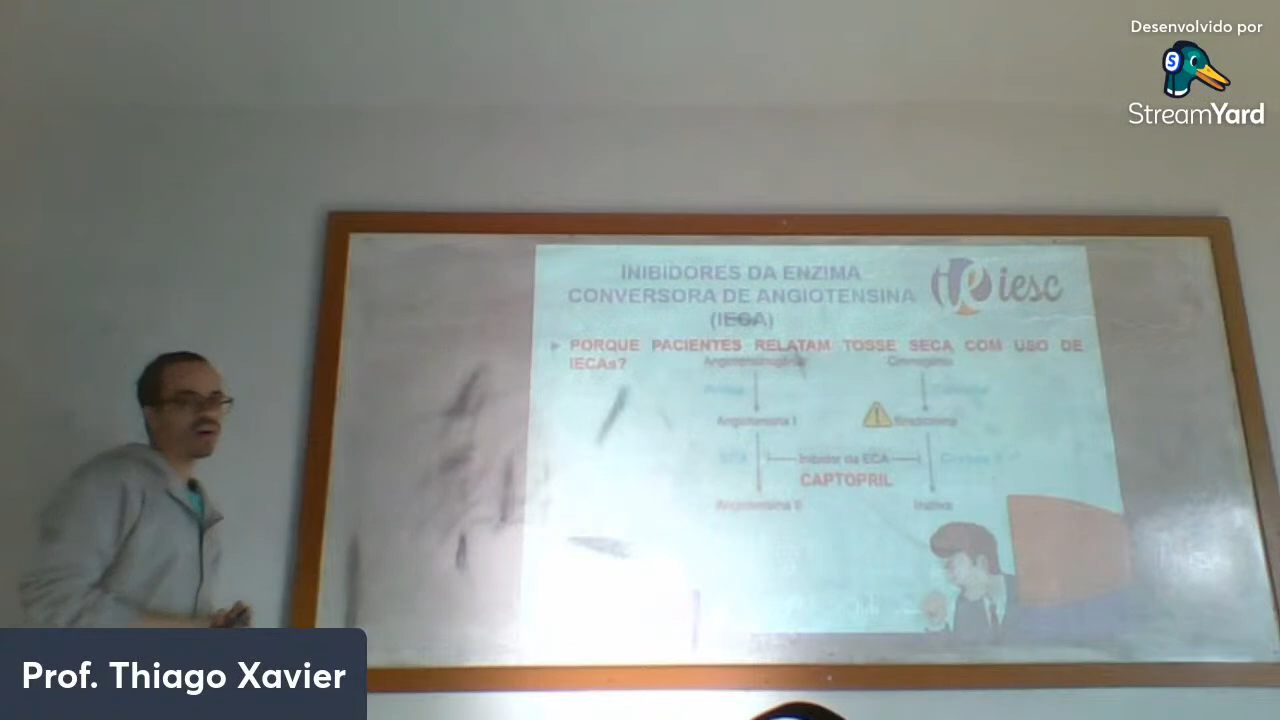 Desenvolvido por
StreamYard
INIBIDORES DA ENZIMA
CONVERSORA DE ANGIOTENSINA
(IECA)
iesc
PORQUE PACIENTES RELATAM TOSSE SECA COM USO DE
IECAs?
Angiotensina I
Bradicinina
Inibidor da ECA
CAPTOPRIL
Angiotensina II
Inativo
Prof. Thiago Xavier